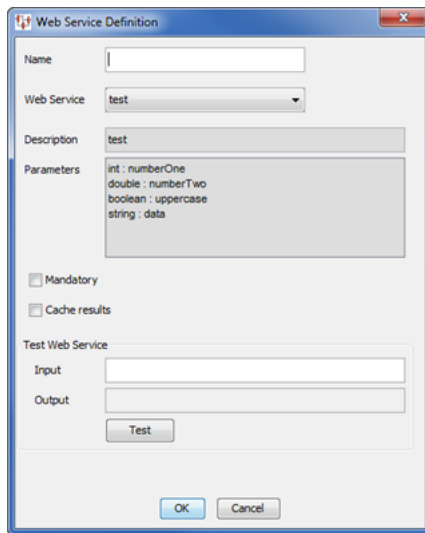 Web Service Definition
Name
Web Service test
Description test
Parameters int : numberOne
double : numberTwo
boolean : uppercase
string : data
Mandatory
Cache results
Test Web Service
Input
Output
Test
OK Cancel